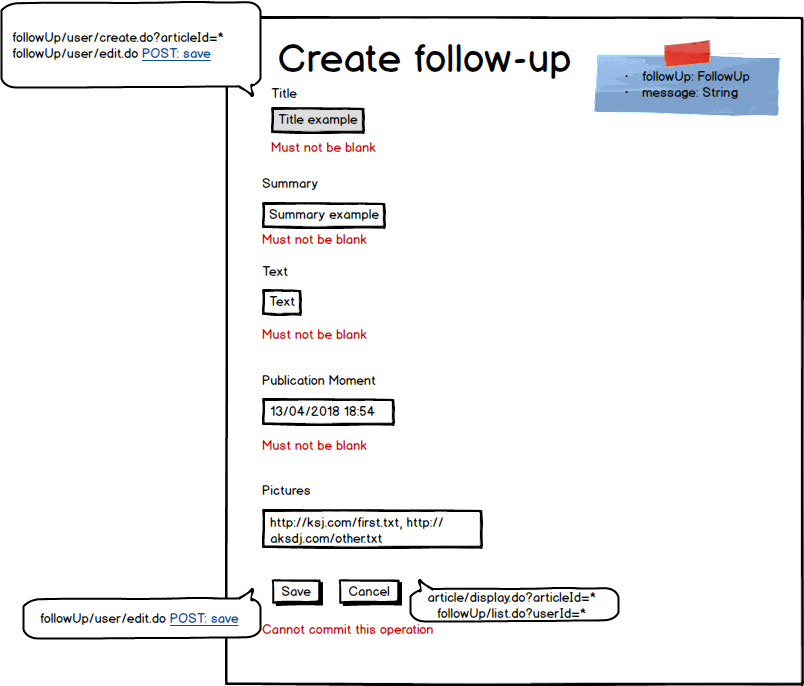 followUp/user/create.do?articleId=*
followUp/user/edit.do POST: save
Create follow-up
• followUp: FollowUp
• message: String
Title
Title example
Must not be blank
Summary
Summary example
Must not be blank
Text
Text
Must not be blank
Publication Moment
13/04/2018 18:54
Must not be blank
Pictures
http://ksj.com/first.txt, http://
aksdj.com/other.txt
Save
Cancel
article/display.do?articleId=*
followUp/list.do?userId=*
followUp/user/edit.do POST: save
Cannot commit this operation